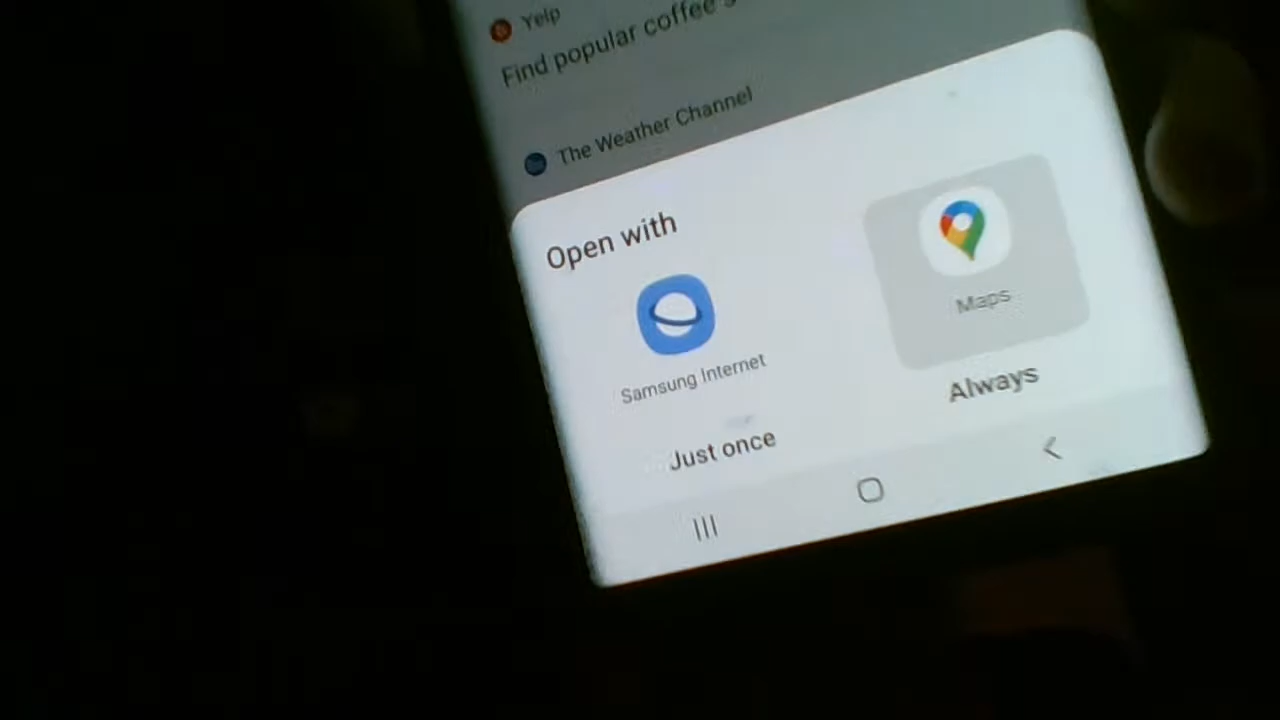 Yelp
Find popular coffee
The Weather Channel
Open with
Samsung Internet
Maps
Just once
Always